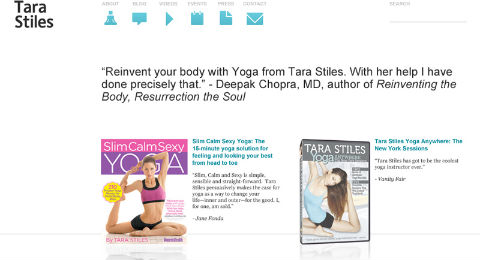 Tara
Stiles
ABOUT BLOG VIDEOS EVENTS PRESS CONTACT
SEARCH
“Reinvent your body with Yoga from Tara Stiles. With her help I have
done precisely that.” - Deepak Chopra, MD, author of Reinventing the
Body, Resurrection the Soul
Slim Calm Sexy
YOGA
210
BY TARA STILES
Slim Calm Sexy Yoga: The
15-minute yoga solution for
feeling and looking your best
from head to toe
"Slim, Calm and Sexy is simple,
sensible and straight-forward. Tara
Stiles persuasively makes the case for
yoga as a way to change your
life—inner and outer—for the good. I,
for one, am sold."
- Jane Fonda
TARA STILES
Yoga ANYWHERE
Tara Stiles Yoga Anywhere: The
New York Sessions
"Tara Stiles has got to be the coolest
yoga instructor ever."
- Vanity Fair